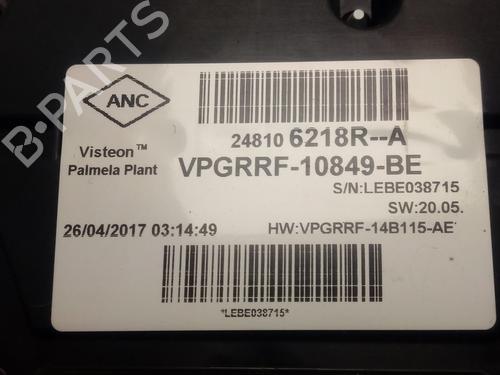 B-PARTS
ANC
Visteon™
Palmela Plant
24810 6218R--A
VPGRRF-10849-BE
S/N:LEBE038715
SW:20.05.
26/04/2017 03:14:49
HW:VPGRRF-14B115-AE
*LEBE038715*